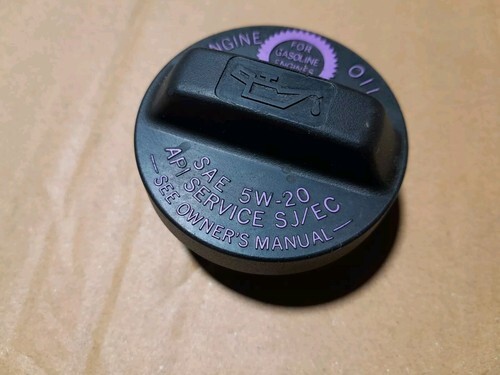 ENGINE OIL
FOR
GASOLINE
ENGINES
SAE 5W-20
API SERVICE SJ/EC
—SEE OWNER'S MANUAL—